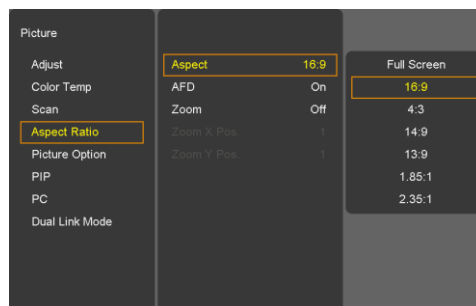 Picture
Adjust
Color Temp
Scan
Aspect Ratio
Picture Option
PIP
PC
Dual Link Mode
Aspect 16:9
AFD On
Zoom Off
Zoom X Pos. 1
Zoom Y Pos. 1
Full Screen
16:9
4:3
14:9
13:9
1.85:1
2.35:1